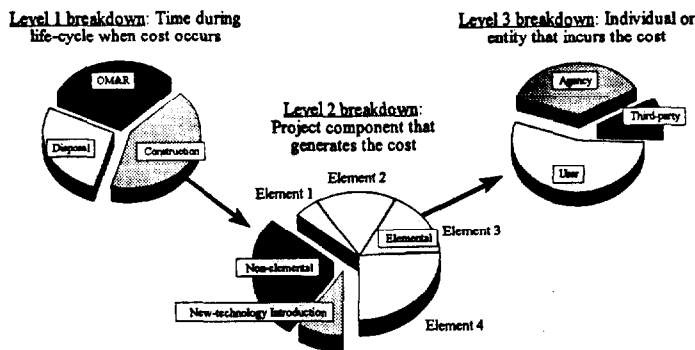 Level 1 breakdown: Time during
life-cycle when cost occurs
OM&R
Disposal
Construction
Level 2 breakdown:
Project component that
generates the cost
Element 1
Element 2
Elemental
Element 3
Non-elemental
New-technology Introduction
Element 4
Level 3 breakdown: Individual or
entity that incurs the cost
Agency
Third-party
User